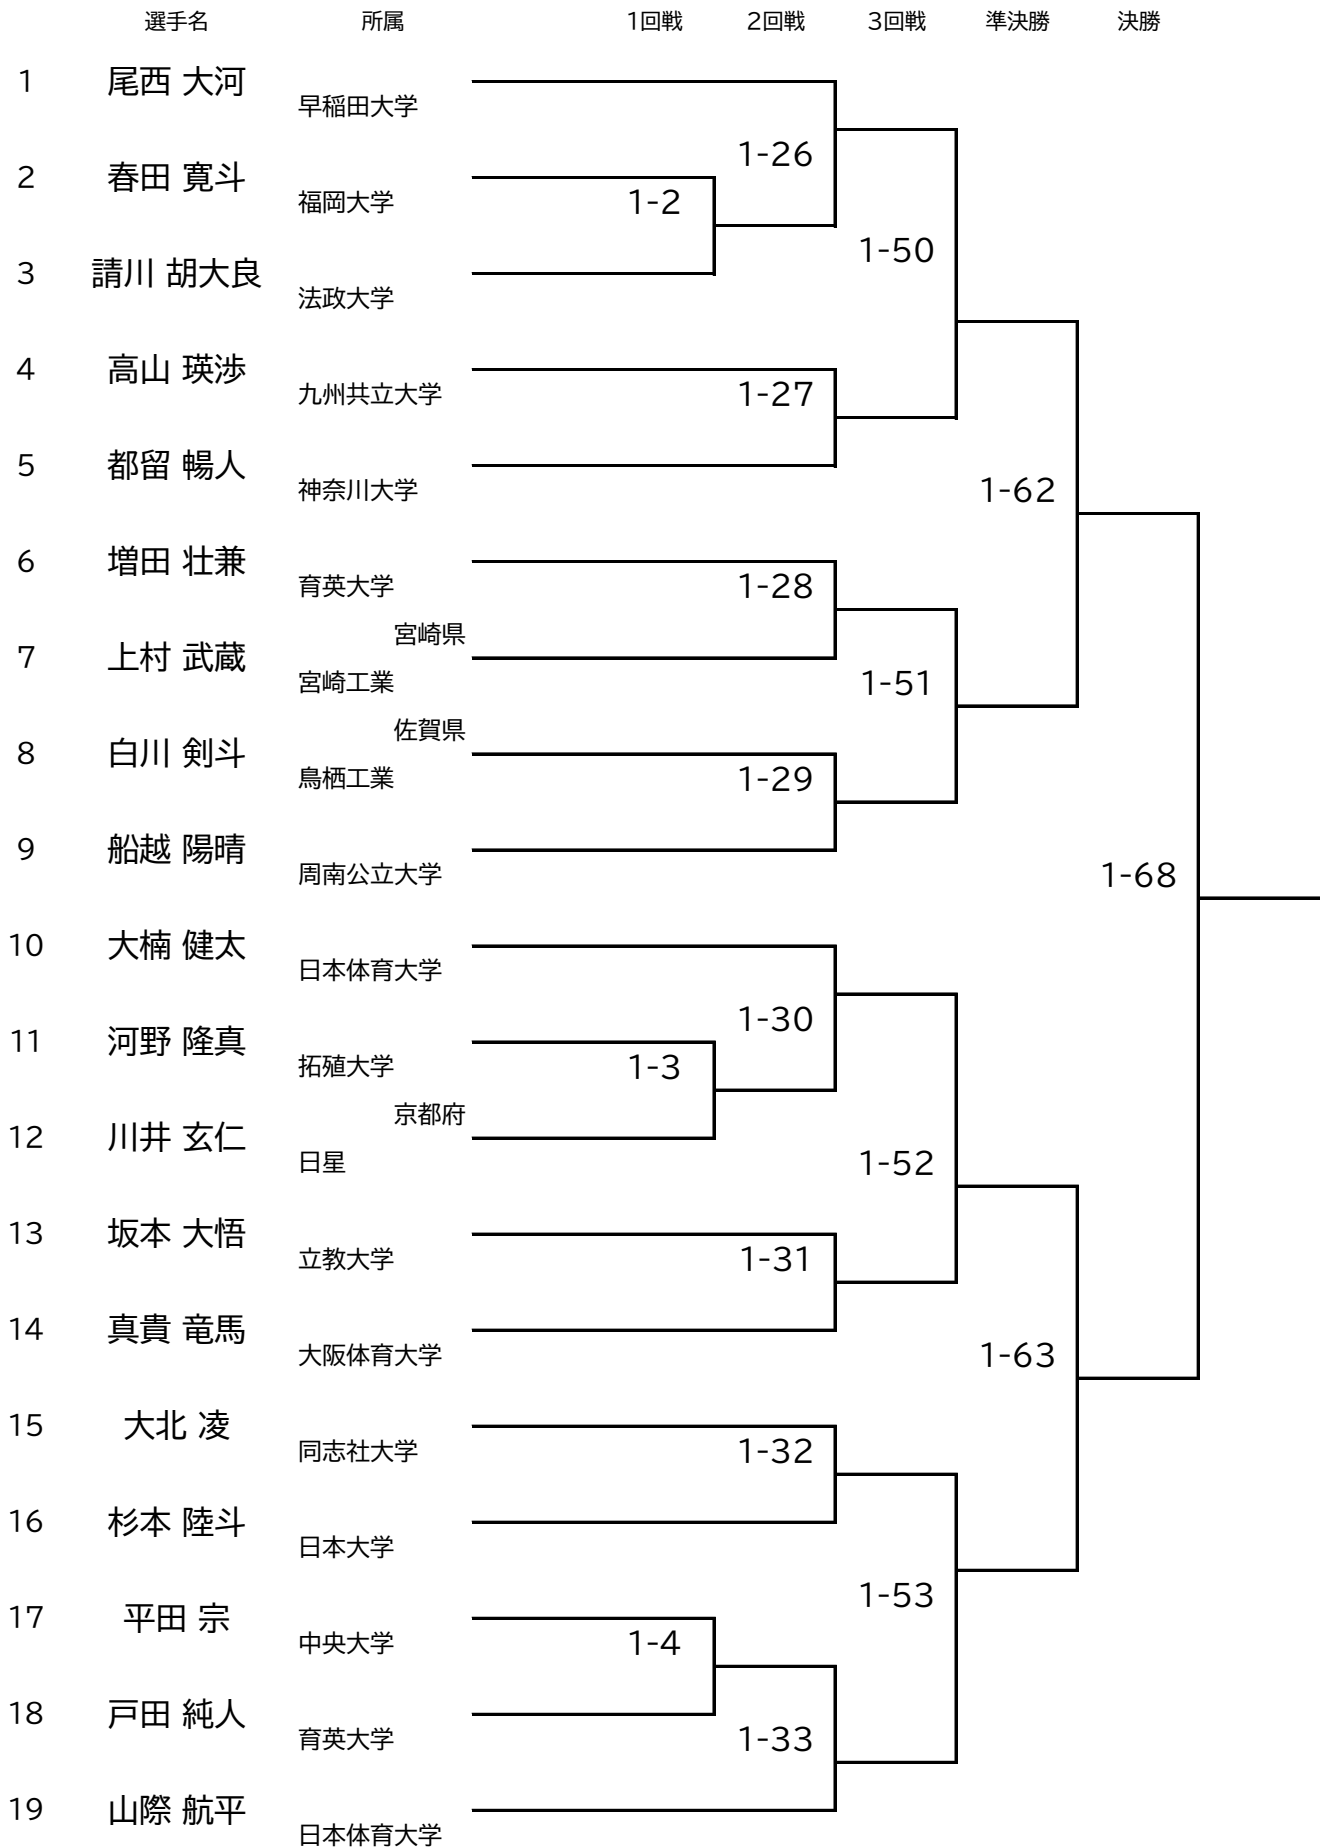 選手名 所属 1回戦 2回戦 3回戦 準決勝 決勝
1 尾西 大河
早稲田大学
1-26
2 春田 寛斗
福岡大学 1-2
1-50
3 請川 胡大良
法政大学
4 高山 瑛渉
九州共立大学 1-27
5 都留 暢人
神奈川大学 1-62
6 増田 壮兼
育英大学 1-28
宮崎県
7 上村 武蔵
宮崎工業 1-51
佐賀県
8 白川 剣斗
鳥栖工業 1-29
9 船越 陽晴
周南公立大学 1-68
10 大楠 健太
日本体育大学
1-30
11 河野 隆真
拓殖大学 1-3
京都府
12 川井 玄仁
日星 1-52
13 坂本 大悟
立教大学 1-31
14 真貴 竜馬
大阪体育大学 1-63
15 大北 凌
同志社大学 1-32
16 杉本 陸斗
日本大学
1-53
17 平田 宗
中央大学 1-4
18 戸田 純人
育英大学 1-33
19 山際 航平
日本体育大学